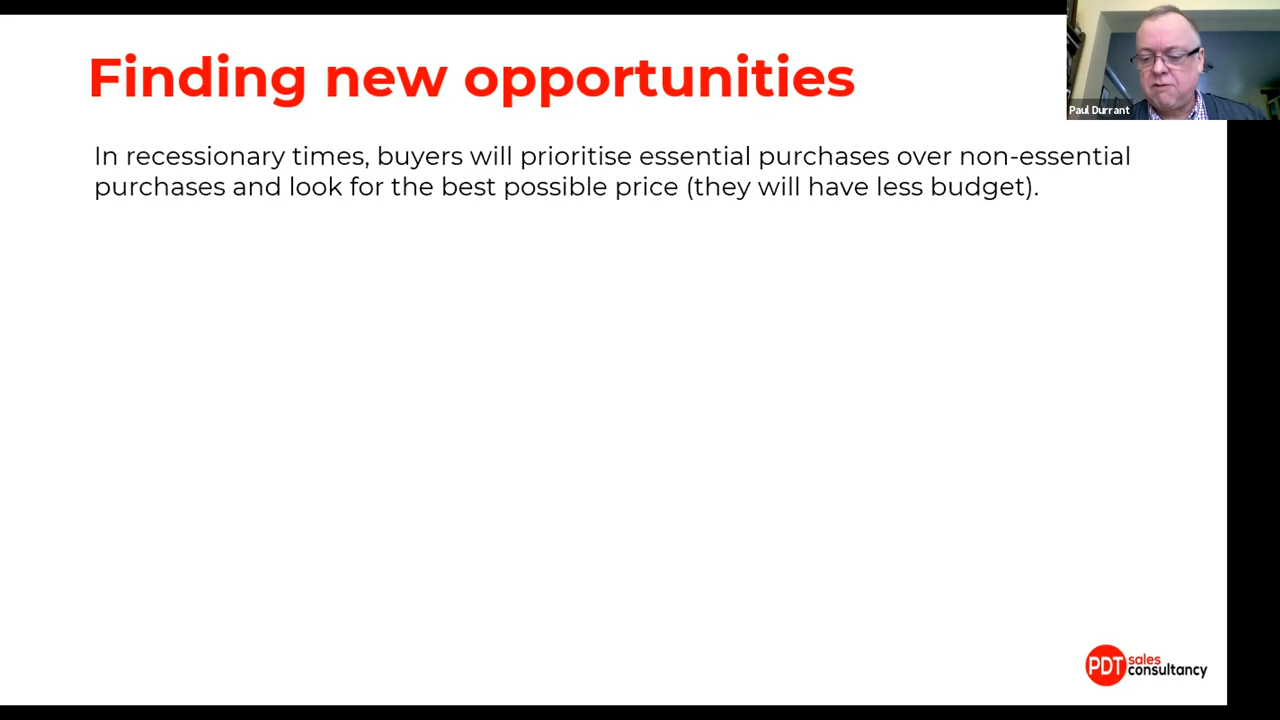 Finding new opportunities
Paul Durrant
In recessionary times, buyers will prioritise essential purchases over non-essential
purchases and look for the best possible price (they will have less budget).
PDT sales
consultancy